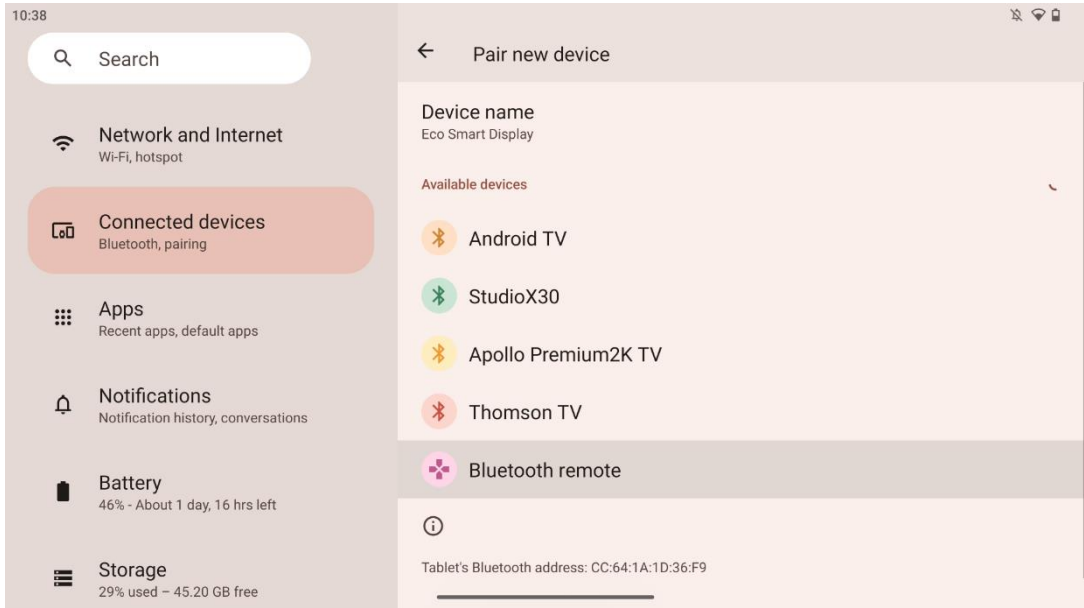 10:38
Search
Network and Internet
Wi-Fi, hotspot
Connected devices
Bluetooth, pairing
Apps
Recent apps, default apps
Notifications
Notification history, conversations
Battery
46% - About 1 day, 16 hrs left
Storage
29% used – 45.20 GB free
Pair new device
Device name
Eco Smart Display
Available devices
Android TV
StudioX30
Apollo Premium2K TV
Thomson TV
Bluetooth remote
Tablet's Bluetooth address: CC:64:1A:1D:36:F9